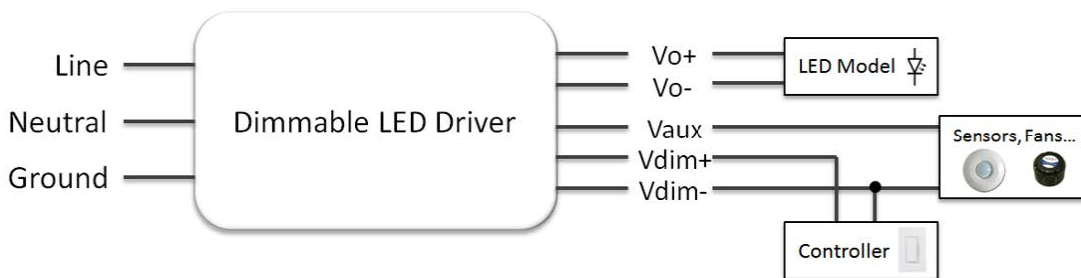 Line
Neutral
Ground
Dimmable LED Driver
Vo+
Vo-
Vaux
Vdim+
Vdim-
LED Model
Sensors, Fans...
Controller